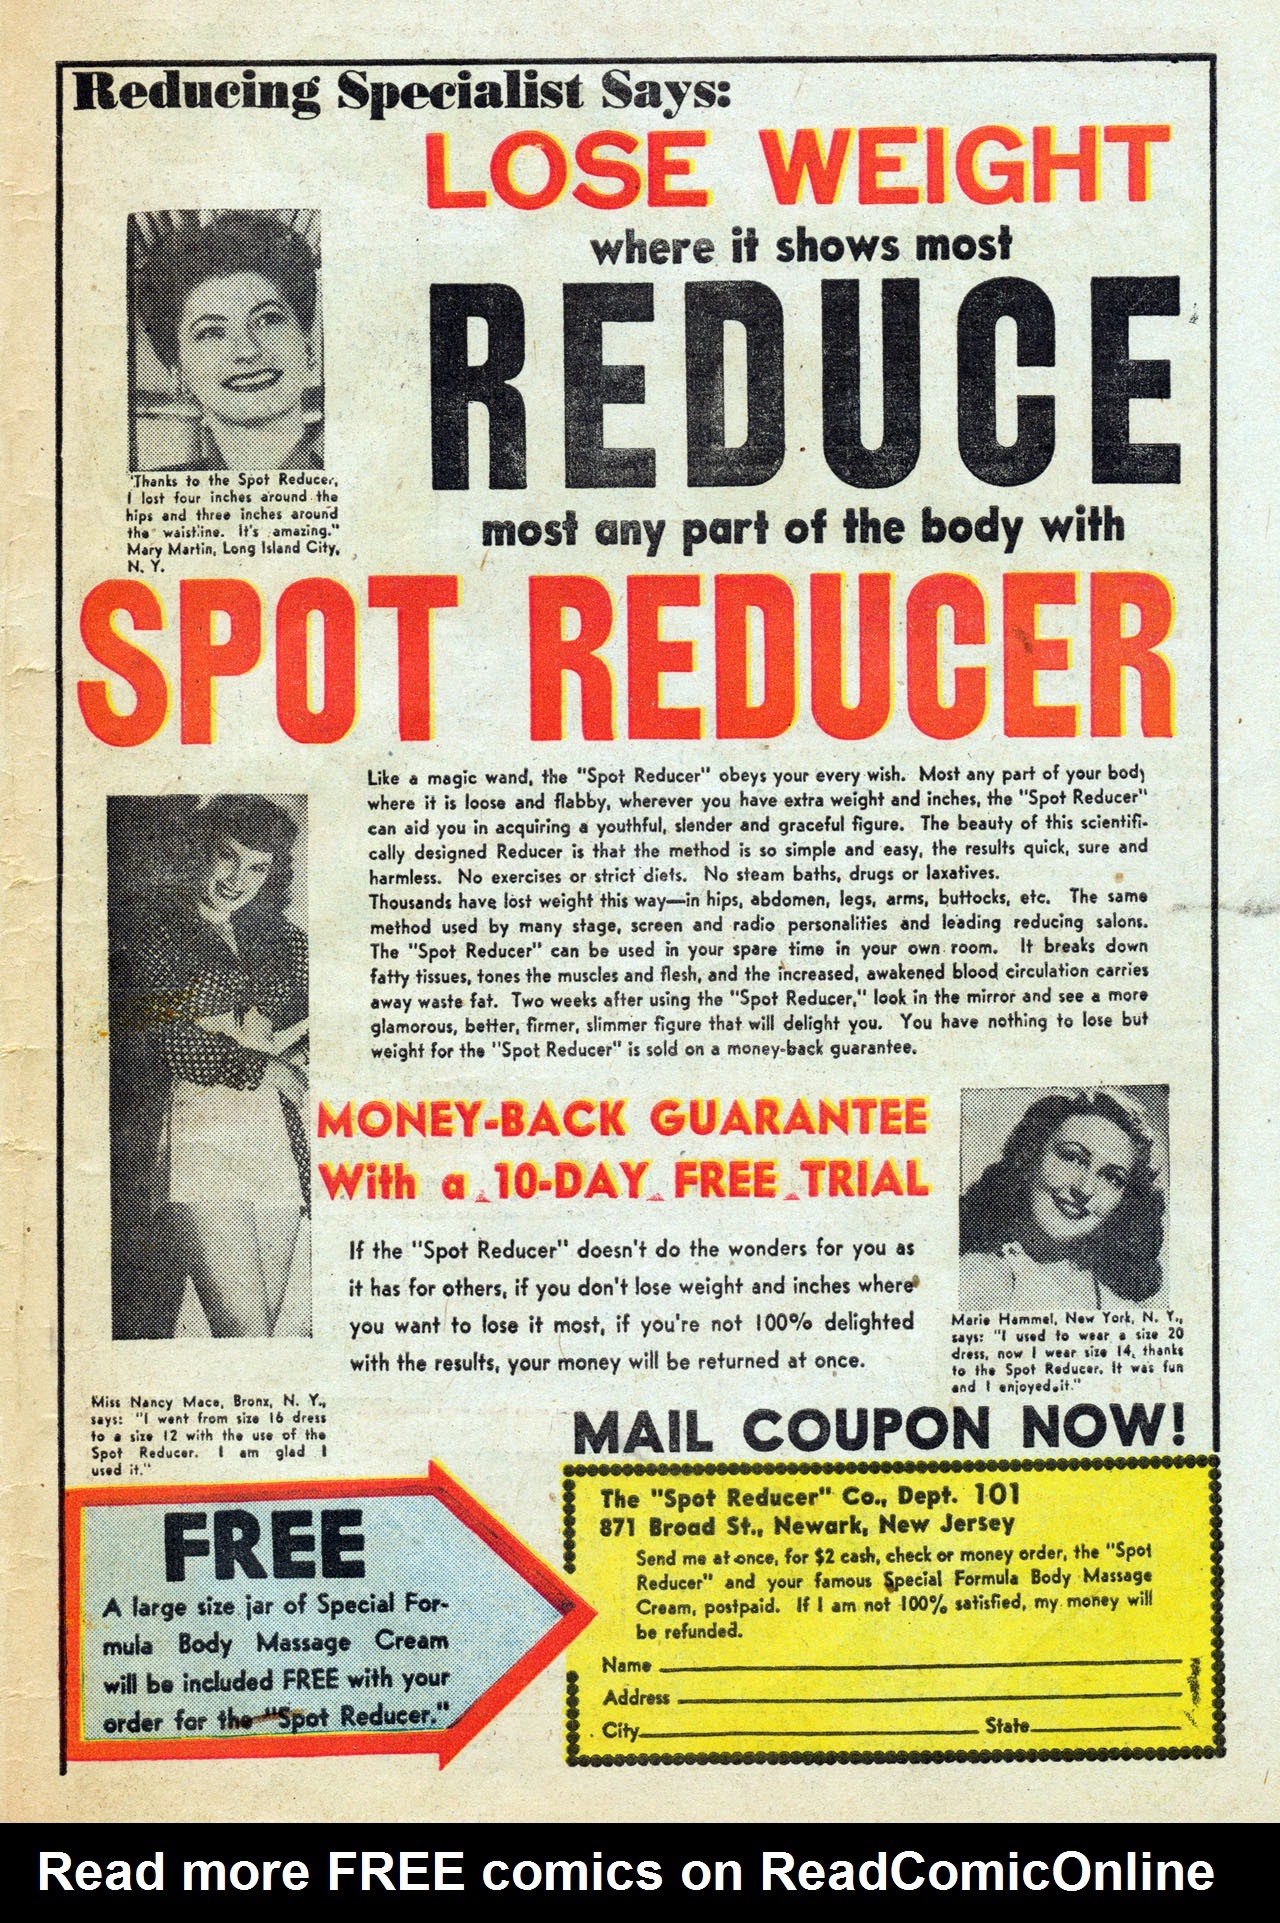 Reducing Specialist Says:
LOSE WEIGHT
where it shows most
REDUCE
most any part of the body with
SPOT REDUCER
"Thanks to the Spot Reducer,
I lost four inches around the
hips and three inches around
the waistline. It's amazing."
Mary Martin, Long Island City,
N. Y.
Like a magic wand, the "Spot Reducer" obeys your every wish. Most any part of your body
where it is loose and flabby, wherever you have extra weight and inches, the "Spot Reducer"
can aid you in acquiring a youthful, slender and graceful figure. The beauty of this scientifi-
cally designed Reducer is that the method is so simple and easy, the results quick, sure and
harmless. No exercises or strict diets. No steam baths, drugs or laxatives.
Thousands have lost weight this way—in hips, abdomen, legs, arms, buttocks, etc. The same
method used by many stage, screen and radio personalities and leading reducing salons.
The "Spot Reducer" can be used in your spare time in your own room. It breaks down
fatty tissues, tones the muscles and flesh, and the increased, awakened blood circulation carries
away waste fat. Two weeks after using the "Spot Reducer," look in the mirror and see a more
glamorous, better, firmer, slimmer figure that will delight you. You have nothing to lose but
weight for the "Spot Reducer" is sold on a money-back guarantee.
MONEY-BACK GUARANTEE
With a 10-DAY FREE TRIAL
If the "Spot Reducer" doesn't do the wonders for you as
it has for others, if you don't lose weight and inches where
you want to lose it most, if you're not 100% delighted
with the results, your money will be returned at once.
Marie Hammel, New York, N. Y.,
says: "I used to wear a size 20
dress, now I wear size 14, thanks
to the Spot Reducer. It was fun
and I enjoyed it."
Miss Nancy Mace, Bronx, N. Y.,
says: "I went from size 16 dress
to a size 12 with the use of the
Spot Reducer. I am glad I
used it."
MAIL COUPON NOW!
FREE
A large size jar of Special For-
mula Body Massage Cream
will be included FREE with your
order for the "Spot Reducer."
The "Spot Reducer" Co., Dept. 101
871 Broad St., Newark, New Jersey
Send me at once, for $2 cash, check or money order, the "Spot
Reducer" and your famous Special Formula Body Massage
Cream, postpaid. If I am not 100% satisfied, my money will
be refunded.
Name
Address
City State
Read more FREE comics on ReadComicOnline